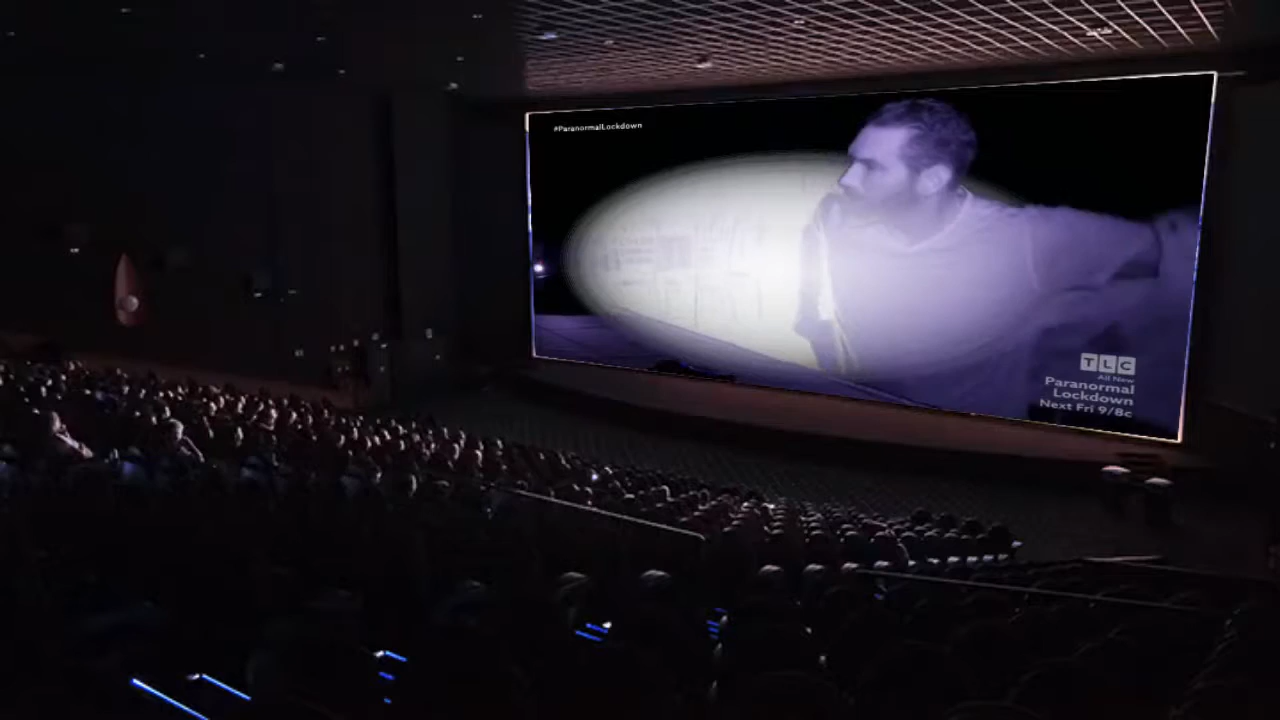 #ParanormalLockdown
TLC
All New
Paranormal
Lockdown
Next Fri 9/8c